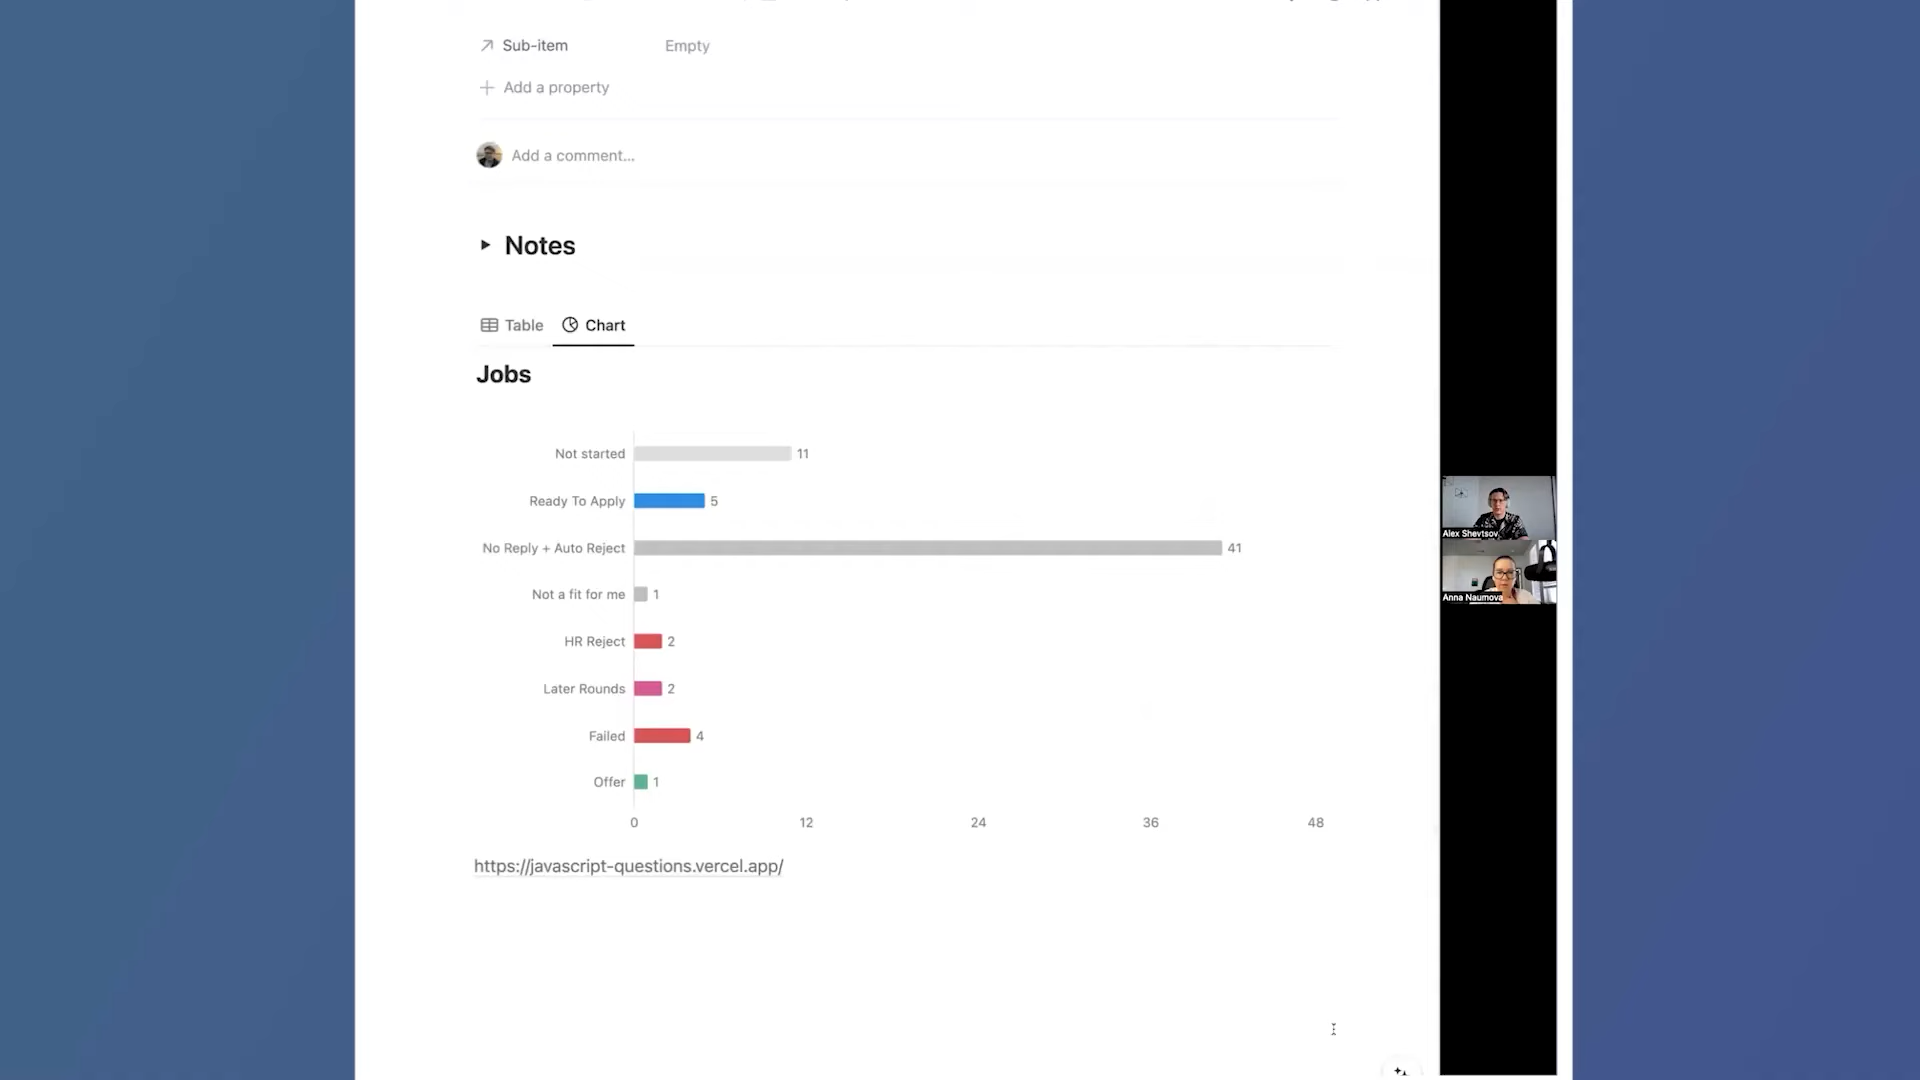 Sub-item Empty
Add a property
Add a comment...
Notes
Table Chart
Jobs
Not started 11
Ready To Apply 5
No Reply + Auto Reject 41
Not a fit for me 1
HR Reject 2
Later Rounds 2
Failed 4
Offer 1
0 12 24 36 48
https://javascript-questions.vercel.app/
Alex Shevtsov
Anna Naumova